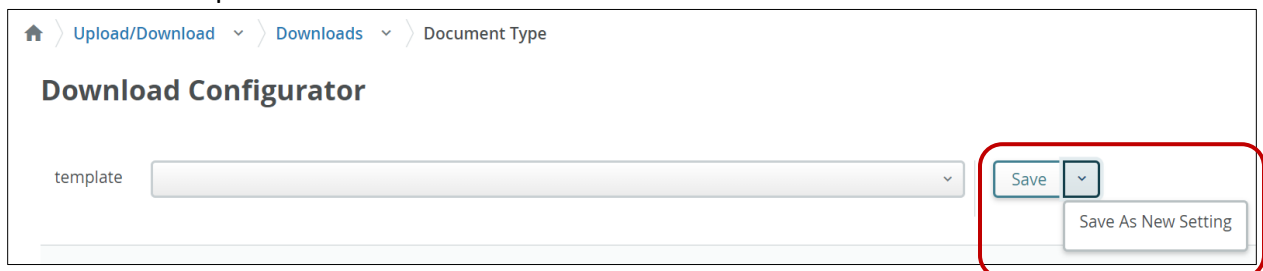 Upload/Download Downloads Document Type
Download Configurator
template Save
Save As New Setting